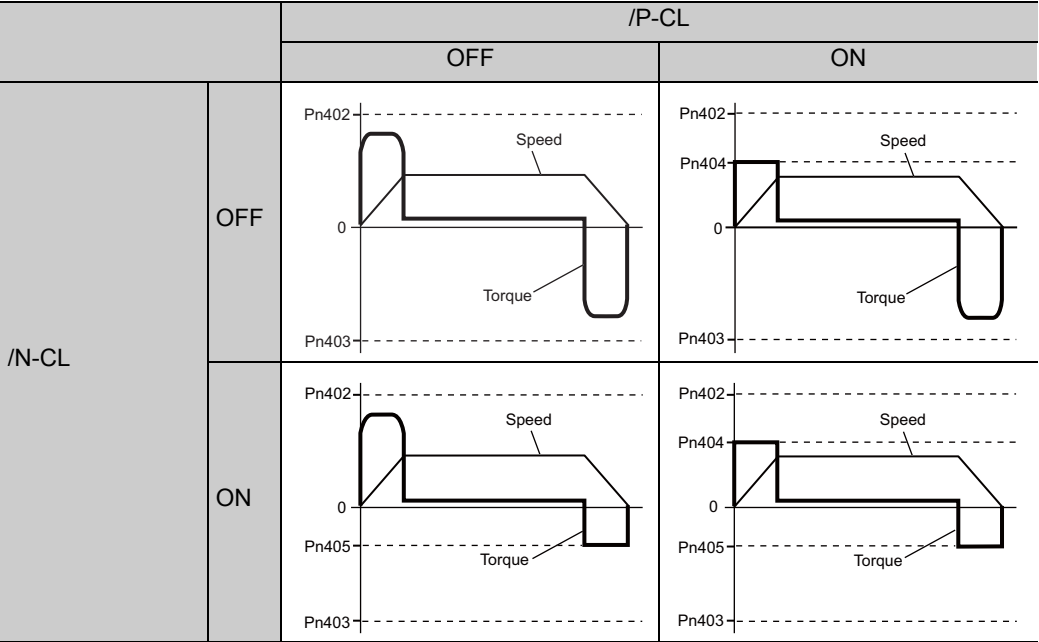 /P-CL
OFF
ON
/N-CL
OFF
Pn402
Speed
0
Torque
Pn403
Pn402
Speed
Pn404
0
Torque
Pn403
ON
Pn402
Speed
0
Pn405
Torque
Pn403
Pn402
Speed
Pn404
0
Pn405
Torque
Pn403